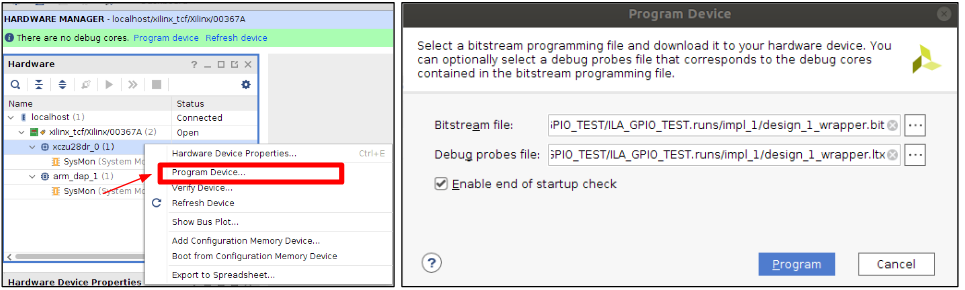 HARDWARE MANAGER - localhost/xilinx_tcf/Xilinx/00367A
There are no debug cores. Program device Refresh device
Hardware
Name Status
localhost (1) Connected
xilinx_tcf/Xilinx/00367A (2) Open
xczu28dr_0 (1)
SysMon (System Mo
arm_dap_1
SysMon (System Mo
Hardware Device Properties... Ctrl+E
Program Device...
Verify Device...
Refresh Device
Show Bus Plot...
Add Configuration Memory Device...
Boot from Configuration Memory Device
Export to Spreadsheet...
Hardware Device Properties
Program Device
Select a bitstream programming file and download it to your hardware device. You
can optionally select a debug probes file that corresponds to the debug cores
contained in the bitstream programming file.
Bitstream file: GPIO_TEST/ILA_GPIO_TEST.runs/impl_1/design_1_wrapper.bit
Debug probes file: GPIO_TEST/ILA_GPIO_TEST.runs/impl_1/design_1_wrapper.ltx
Enable end of startup check
? Program Cancel